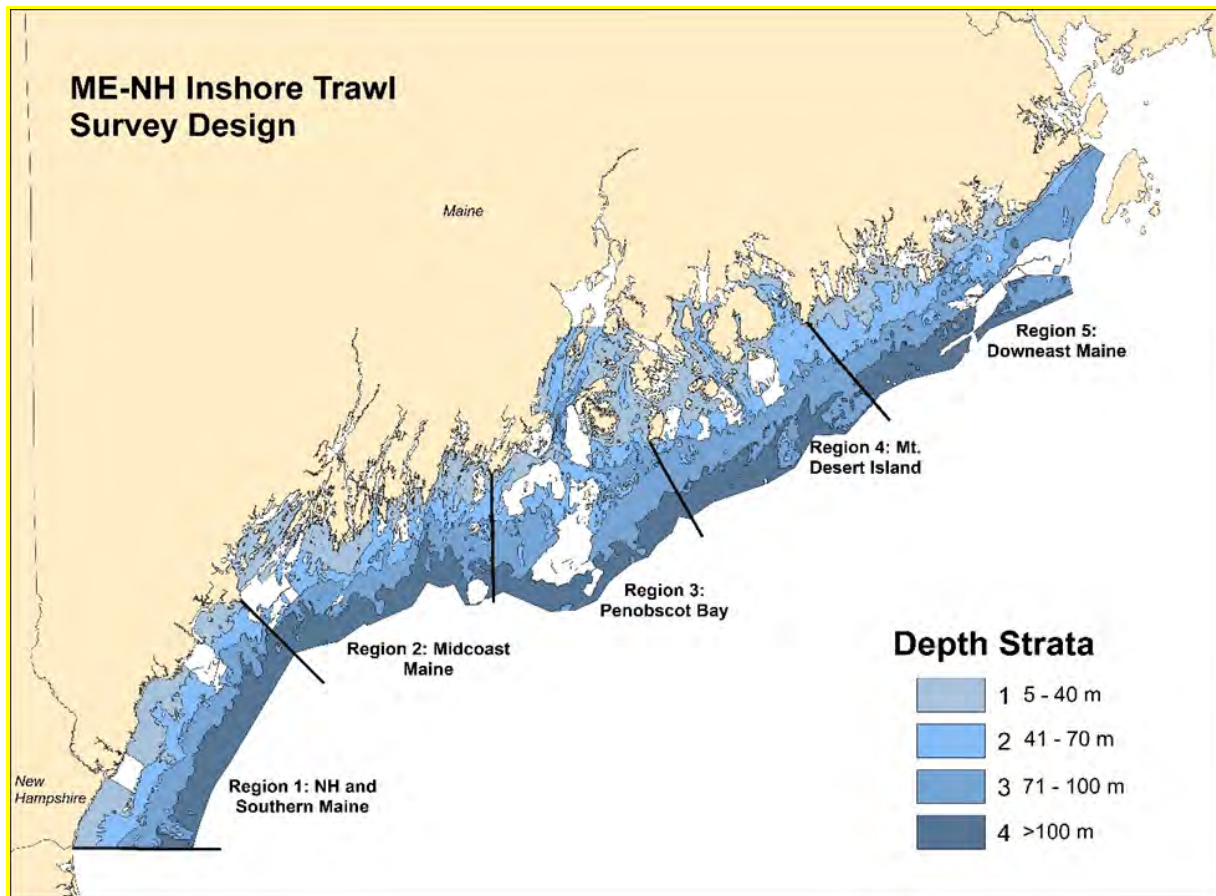 ME-NH Inshore Trawl
Survey Design
Maine
Region 5:
Downeast Maine
Region 4: Mt.
Desert Island
Region 3:
Penobscot Bay
Region 2: Midcoast
Maine
Region 1: NH and
Southern Maine
New
Hampshire
Depth Strata
1 5 - 40 m
2 41 - 70 m
3 71 - 100 m
4 >100 m